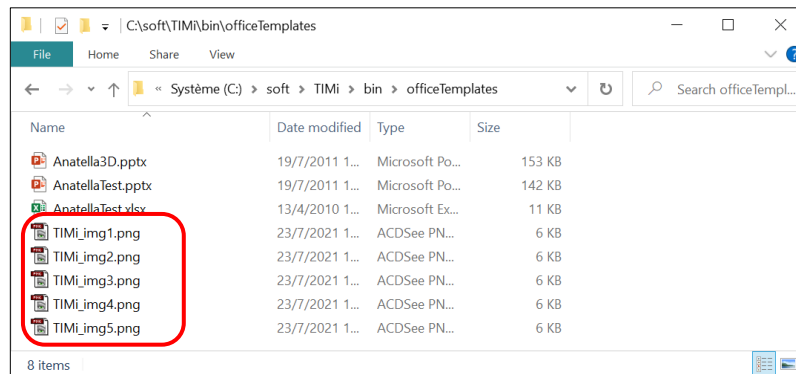 C:\soft\TIMi\bin\officeTemplates
File Home Share View
« Système (C:) > soft > TIMi > bin > officeTemplates Search officeTempl...
Name Date modified Type Size
Anatella3D.pptx 19/7/2011 1... Microsoft Po... 153 KB
AnatellaTest.pptx 19/7/2011 1... Microsoft Po... 142 KB
AnatellaTest.xlsx 13/4/2010 1... Microsoft Ex... 11 KB
TIMi_img1.png 23/7/2021 1... ACDSee PN... 6 KB
TIMi_img2.png 23/7/2021 1... ACDSee PN... 6 KB
TIMi_img3.png 23/7/2021 1... ACDSee PN... 6 KB
TIMi_img4.png 23/7/2021 1... ACDSee PN... 6 KB
TIMi_img5.png 23/7/2021 1... ACDSee PN... 6 KB
8 items